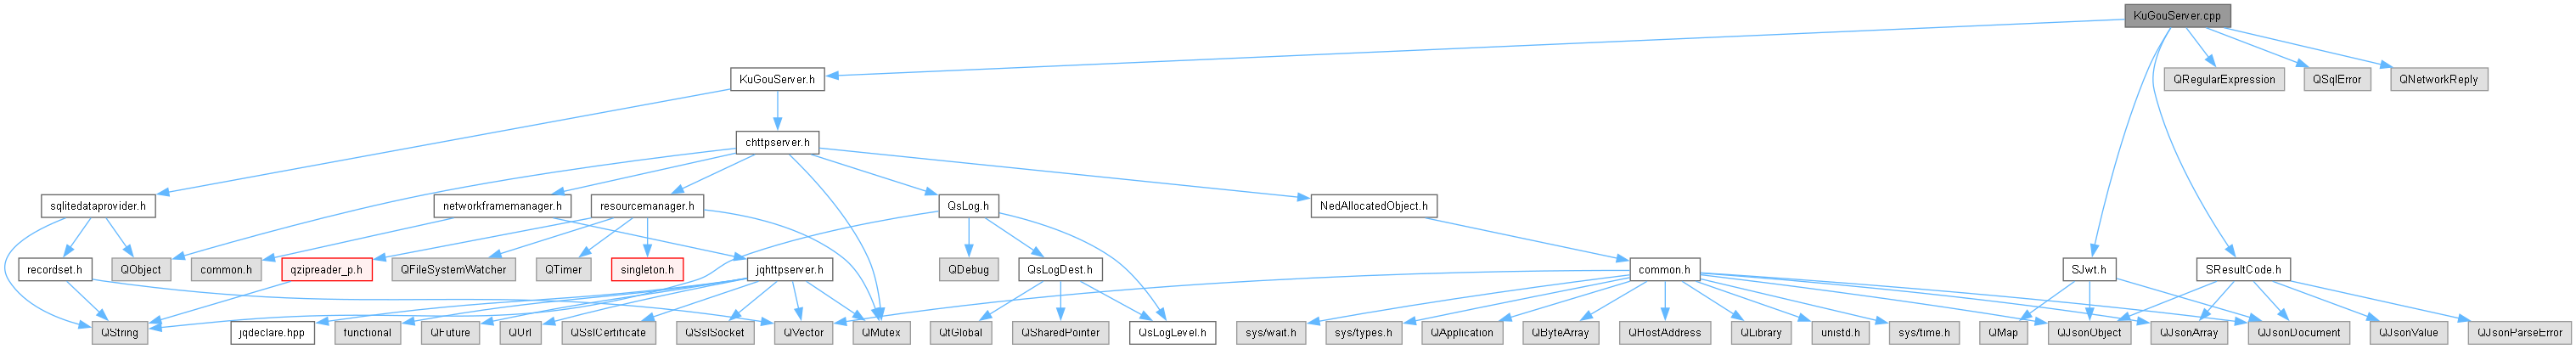 KuGouServer.cpp
KuGouServer.h
QRegularExpression
QSqlError
QNetworkReply
chttpserver.h
sqlitedataprovider.h
networkframemanager.h
resourcemanager.h
QsLog.h
NedAllocatedObject.h
recordset.h
QObject
common.h
qzipreader_p.h
QFileSystemWatcher
QTimer
singleton.h
jqhttpserver.h
QDebug
QsLogDest.h
common.h
SJwt.h
SResultCode.h
QString
jqdeclare.hpp
functional
QFuture
QUrl
QSslCertificate
QSslSocket
QVector
QMutex
QtGlobal
QSharedPointer
QsLogLevel.h
sys/wait.h
sys/types.h
QApplication
QByteArray
QHostAddress
QLibrary
unistd.h
sys/time.h
QMap
QJsonObject
QJsonArray
QJsonDocument
QJsonValue
QJsonParseError